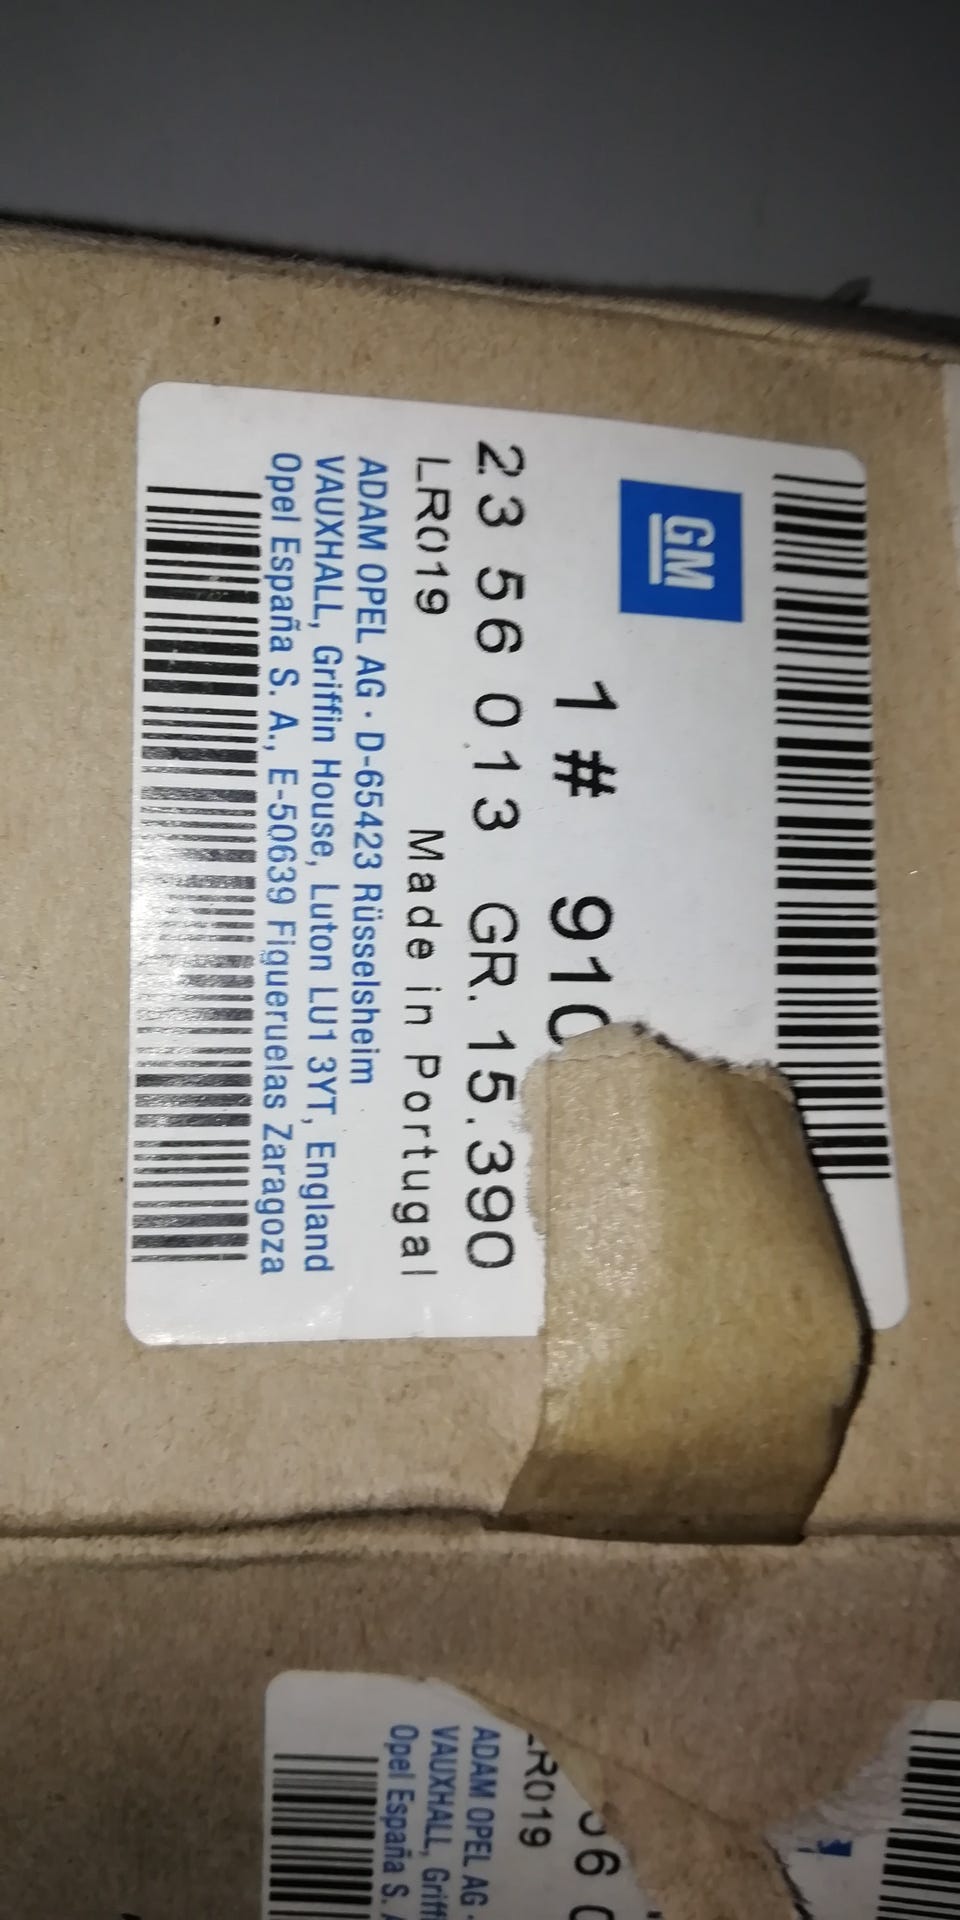 GM
1 # 910
23 56 013 GR. 15.390
LR019 Made in Portugal
ADAM OPEL AG · D-65423 Rüsselsheim
VAUXHALL, Griffin House, Luton LU1 3YT, England
Opel España S. A., E-50639 Figueruelas Zaragoza
56 0
LR019
ADAM OPEL AG ·
VAUXHALL, Griff
Opel España S. A